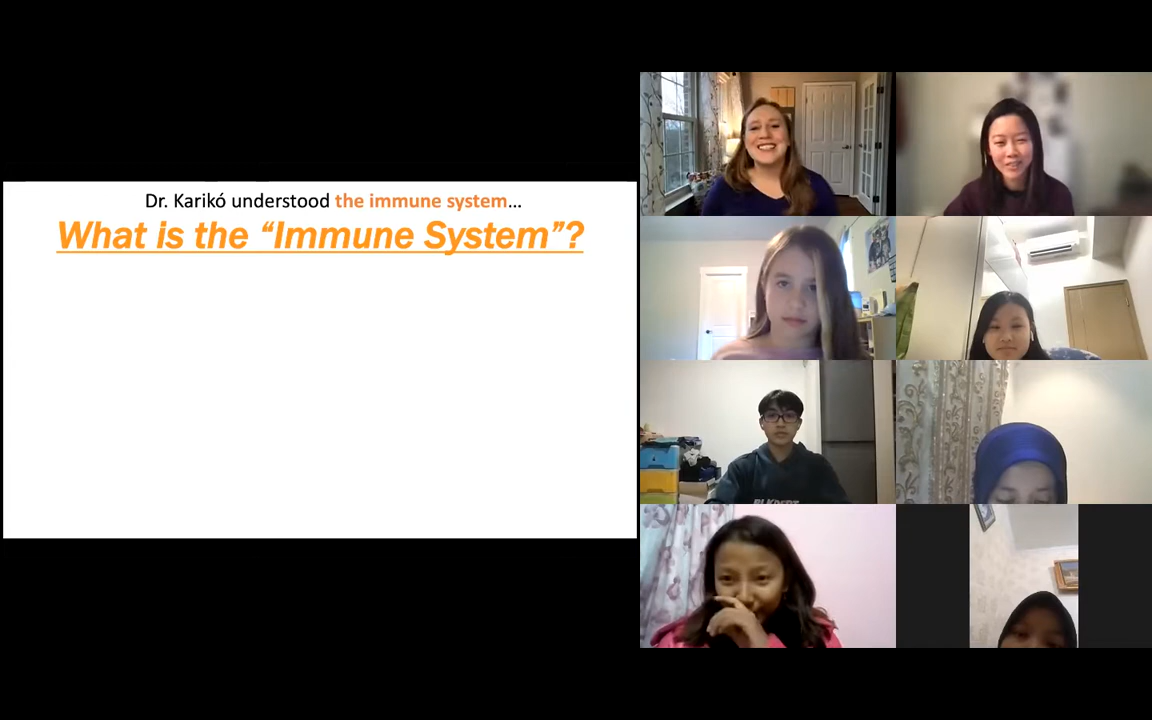 Dr. Karikó understood the immune system...
What is the “Immune System”?